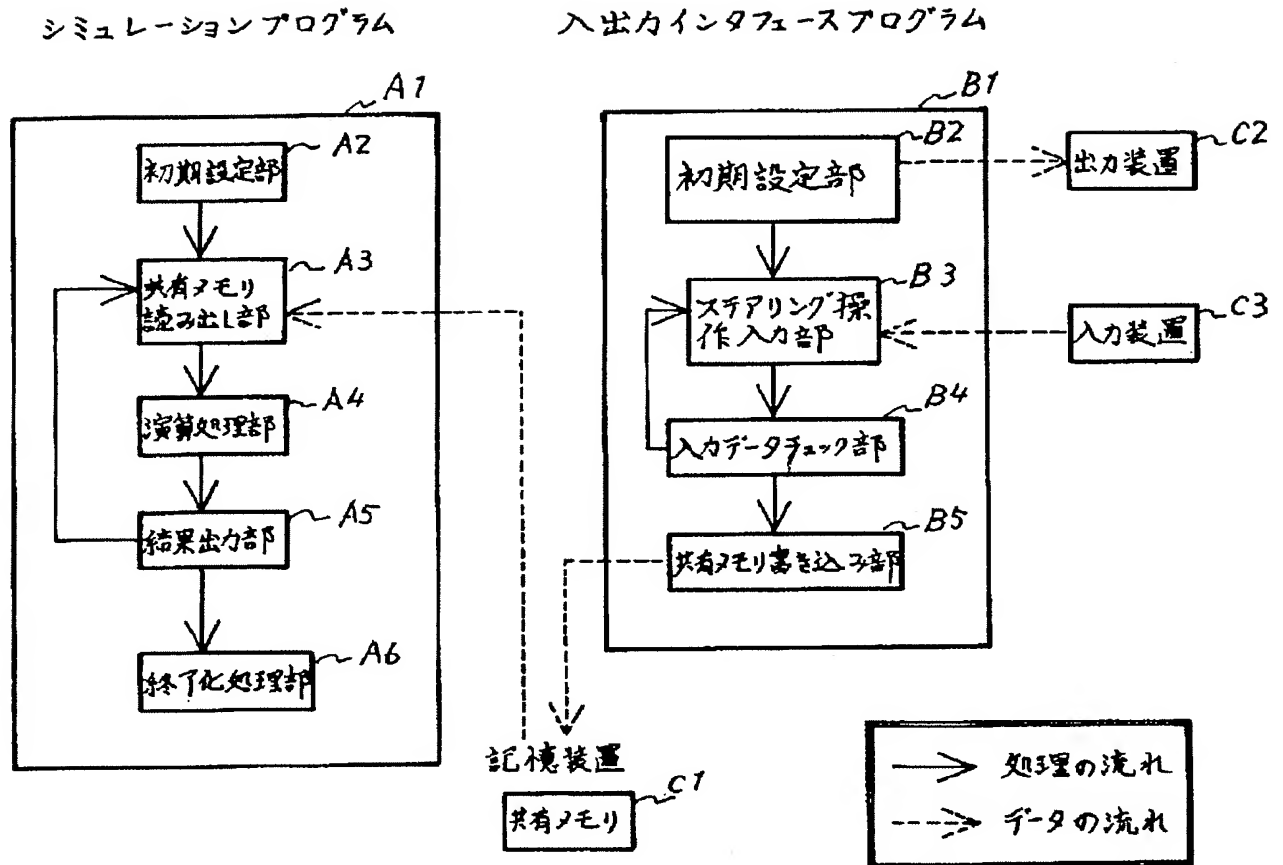 シミュレーションプログラム
入出力インタフェースプログラム
A1
A2
初期設定部
A3
共有メモリ
読み出し部
A4
演算処理部
A5
結果出力部
A6
終了化処理部
B1
B2
初期設定部
B3
ステアリング操
作入力部
B4
入力データチェック部
B5
共有メモリ書き込み部
C2
出力装置
C3
入力装置
記憶装置
C1
共有メモリ
処理の流れ
データの流れ